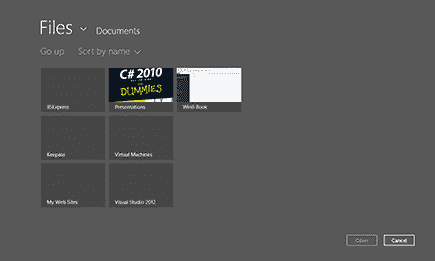 Files Documents
Go up Sort by name
C# 2010
FOR
DUMMIES
IISExpress Presentations Win8 Book
Keepass Virtual Machines
My Web Sites Visual Studio 2012
Open Cancel